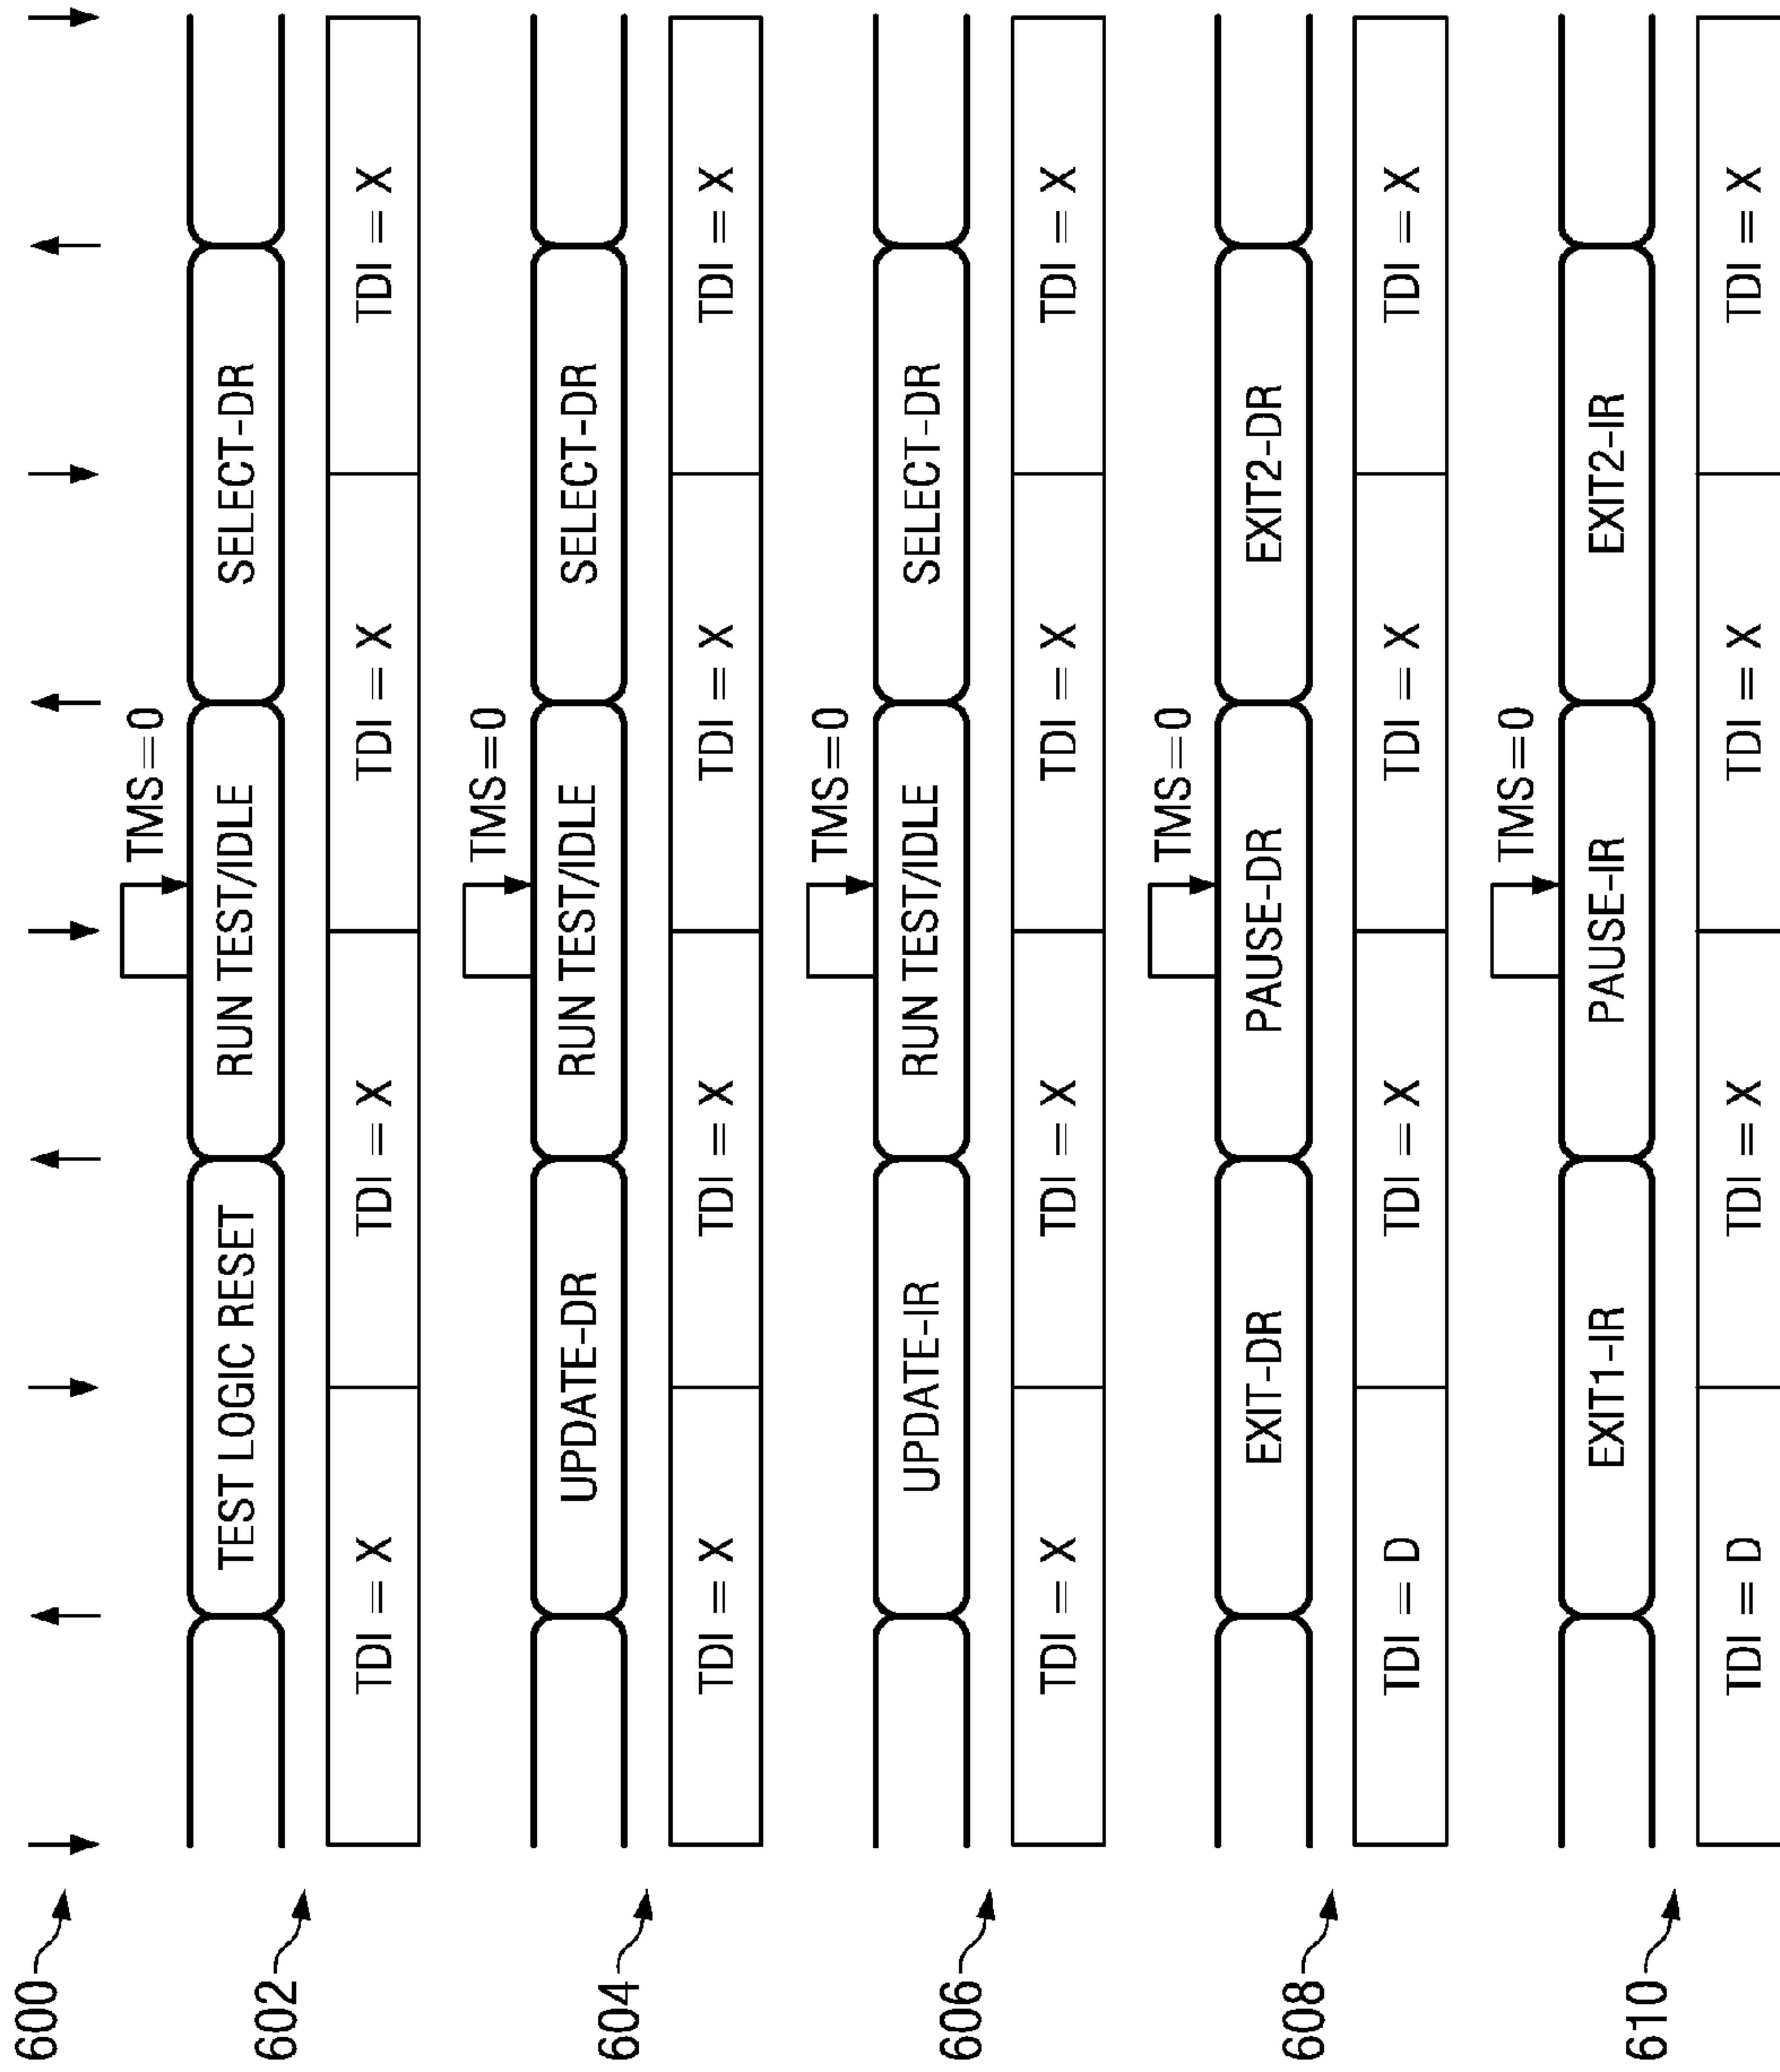 600
602
TMS=0
TEST LOGIC RESET RUN TEST/IDLE SELECT-DR
TDI = X TDI = X TDI = X TDI = X
604
TMS=0
UPDATE-DR RUN TEST/IDLE SELECT-DR
TDI = X TDI = X TDI = X TDI = X
606
TMS=0
UPDATE-IR RUN TEST/IDLE SELECT-DR
TDI = X TDI = X TDI = X TDI = X
608
TMS=0
EXIT-DR PAUSE-DR EXIT2-DR
TDI = D TDI = X TDI = X TDI = X
610
TMS=0
EXIT1-IR PAUSE-IR EXIT2-IR
TDI = D TDI = X TDI = X TDI = X